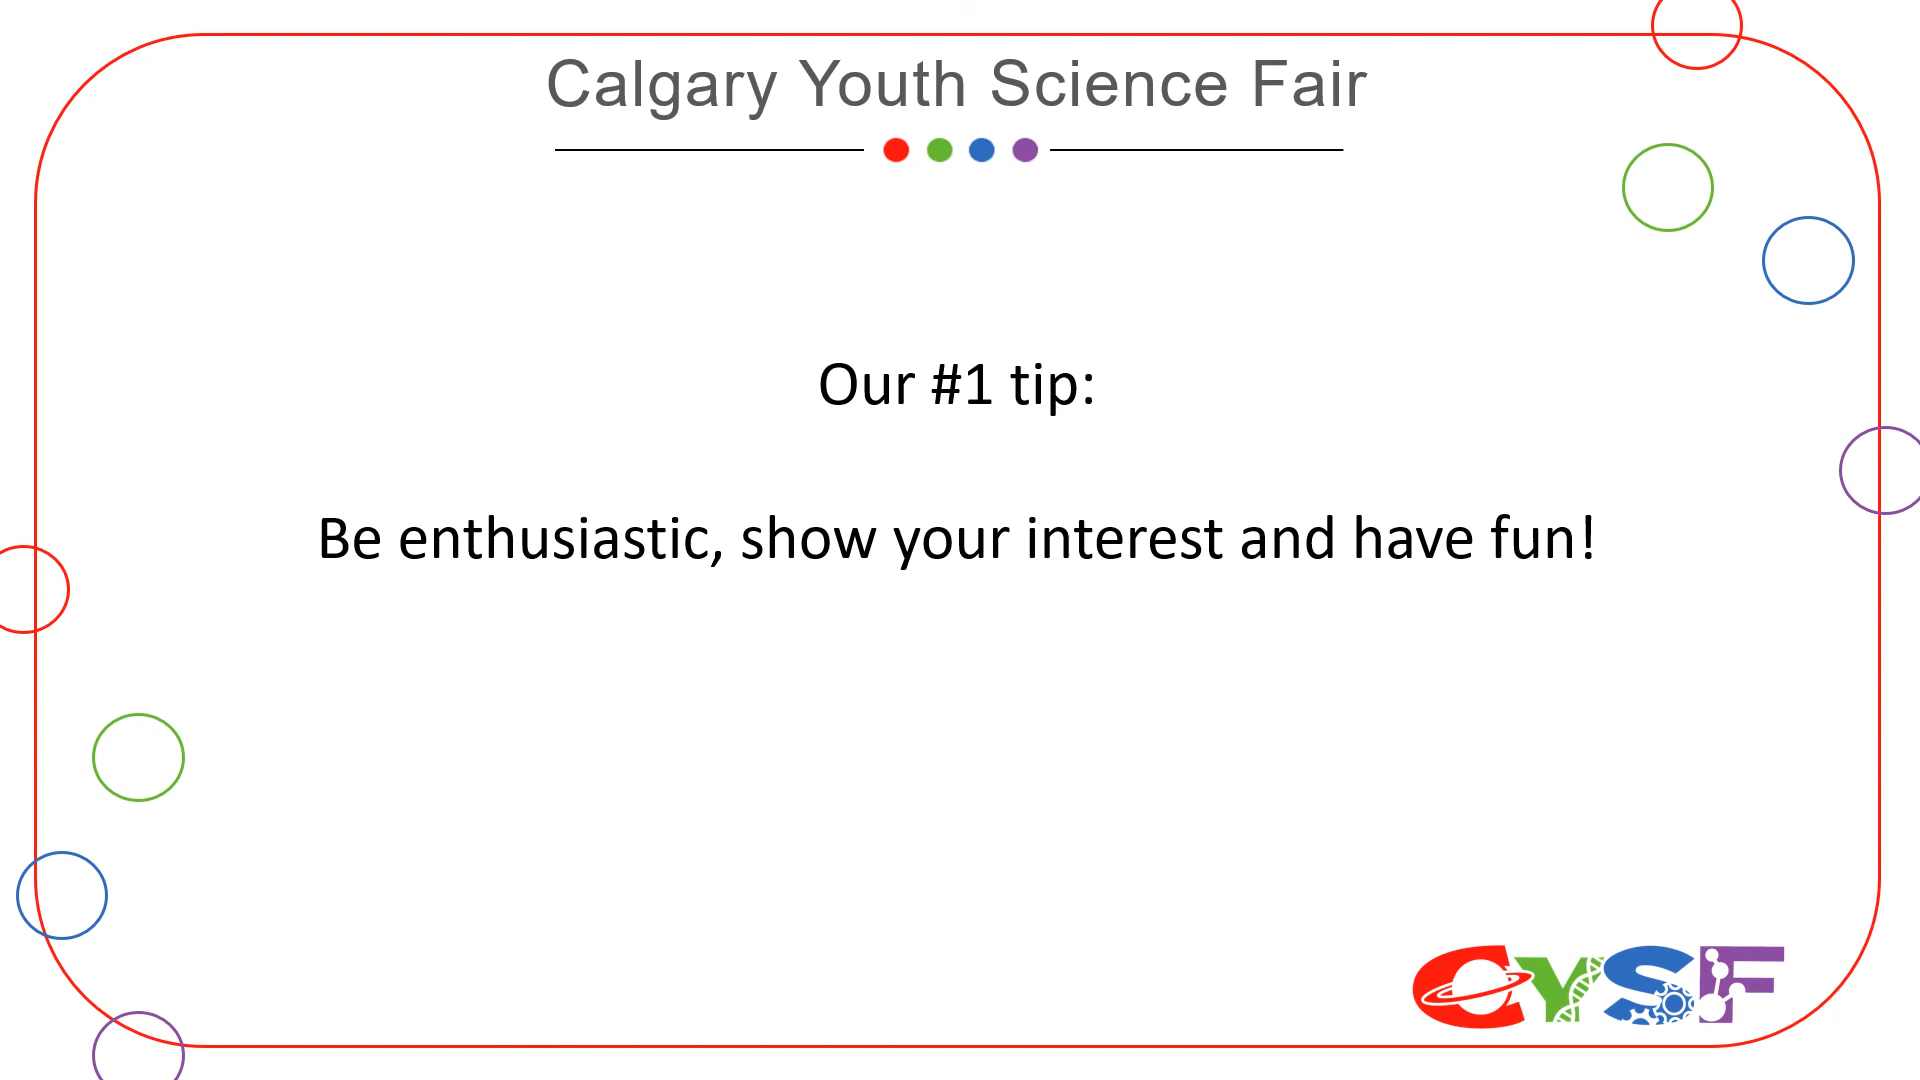 Calgary Youth Science Fair
Our #1 tip:
Be enthusiastic, show your interest and have fun!
CYSF